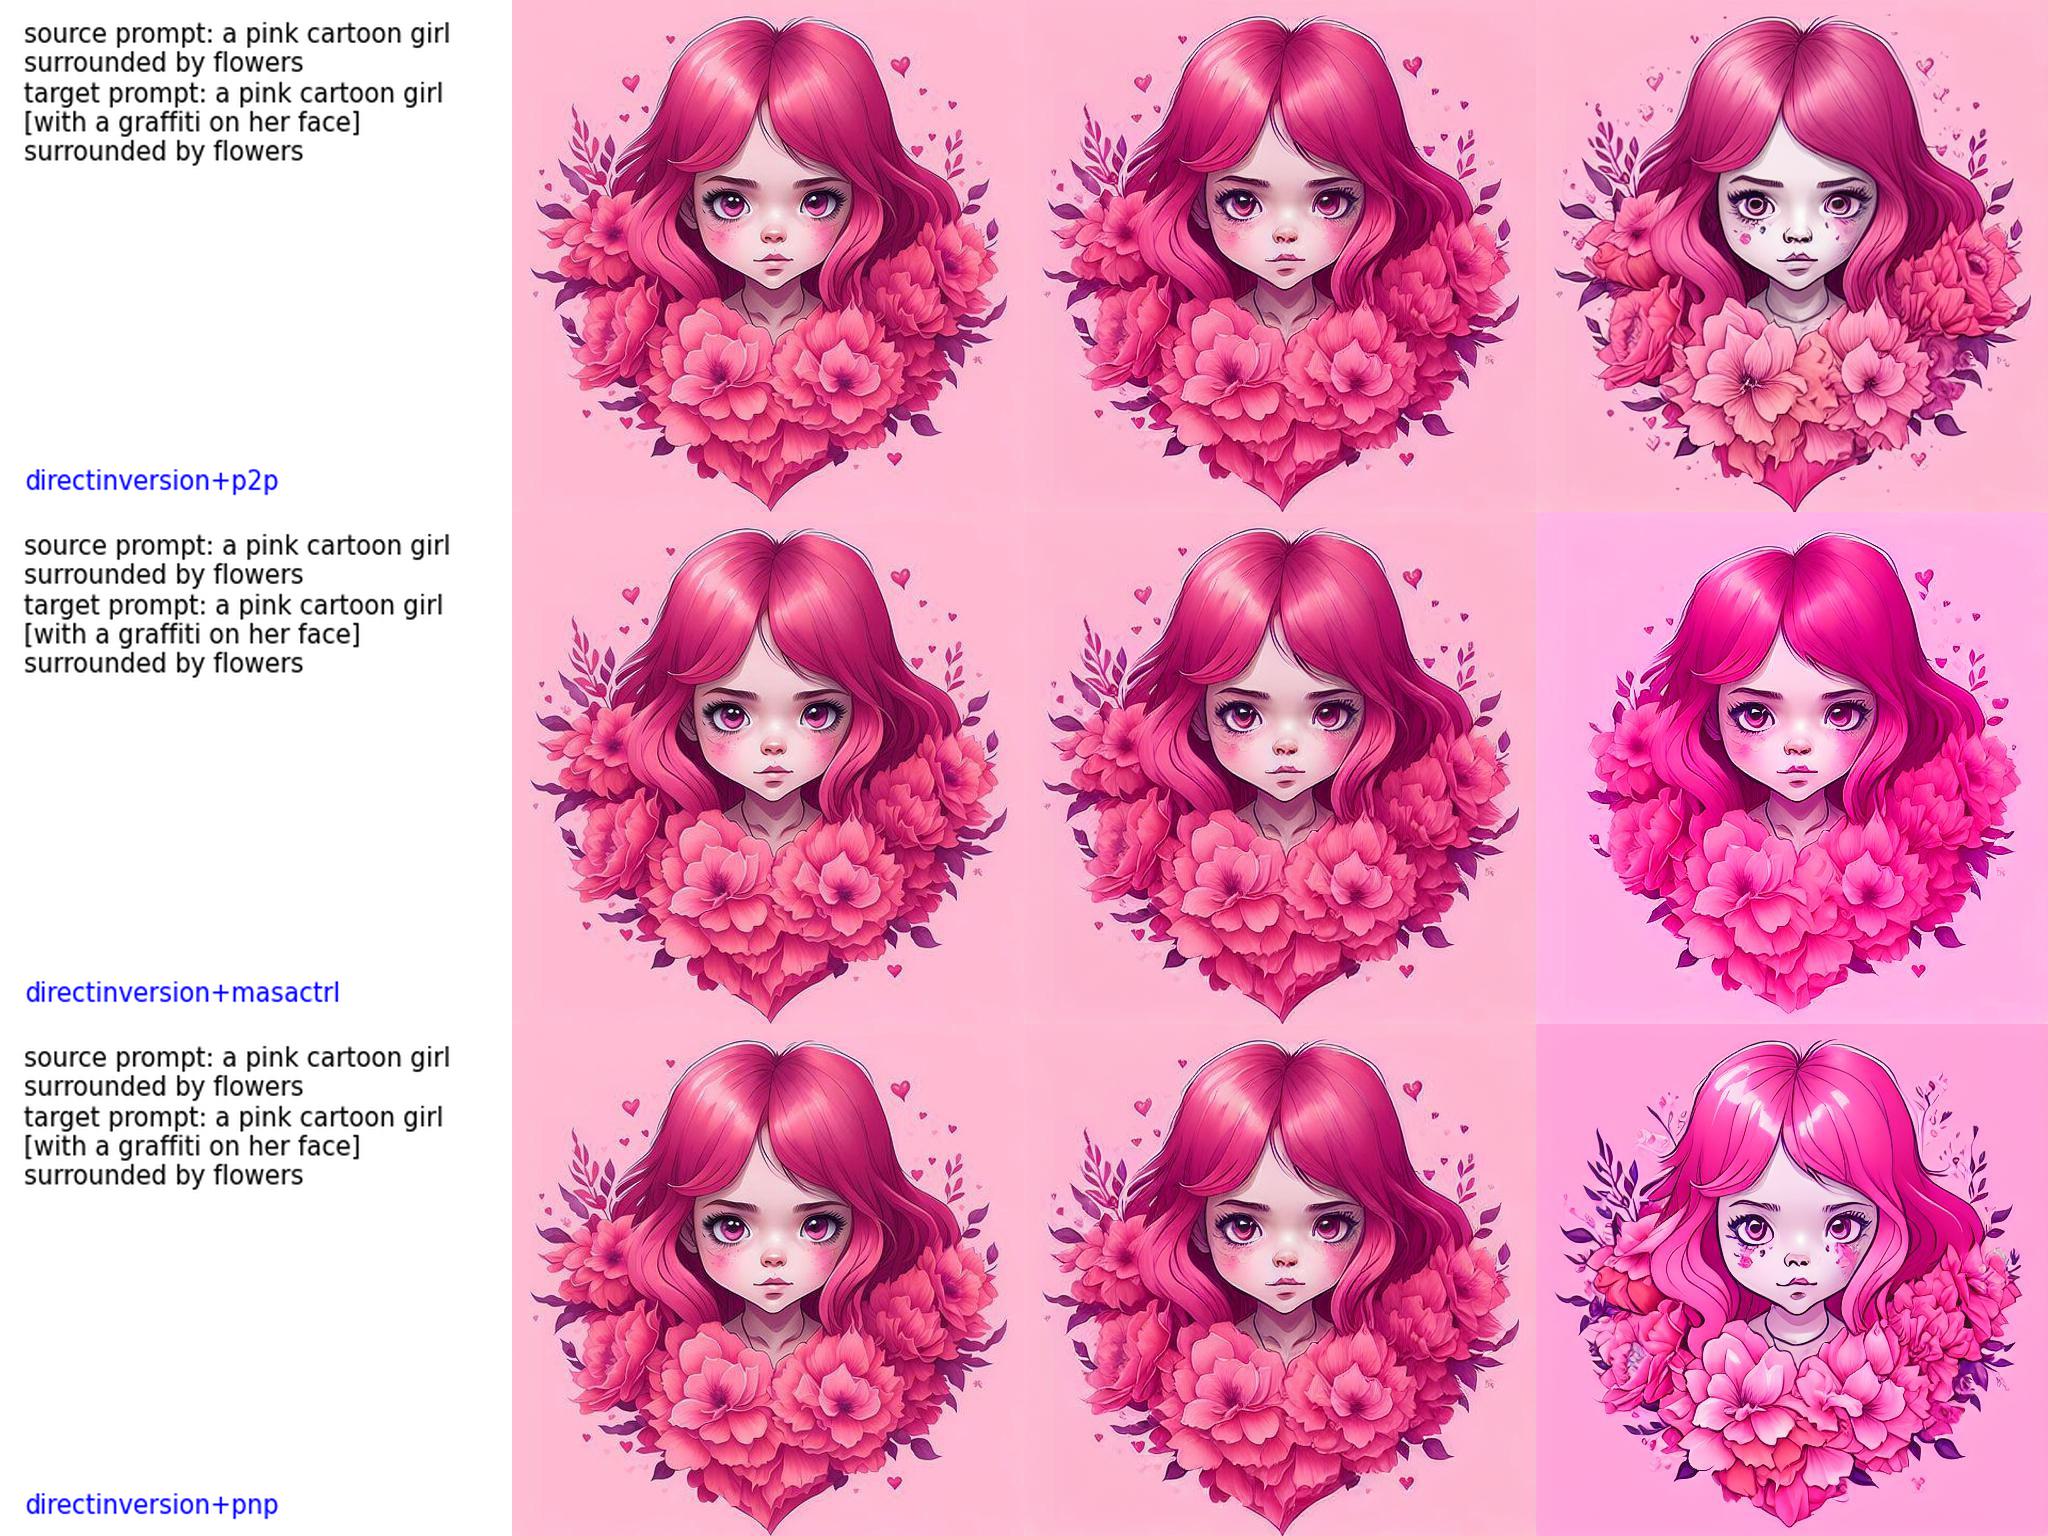 source prompt: a pink cartoon girl
surrounded by flowers
target prompt: a pink cartoon girl
[with a graffiti on her face]
surrounded by flowers
directinversion+p2p
source prompt: a pink cartoon girl
surrounded by flowers
target prompt: a pink cartoon girl
[with a graffiti on her face]
surrounded by flowers
directinversion+masactrl
source prompt: a pink cartoon girl
surrounded by flowers
target prompt: a pink cartoon girl
[with a graffiti on her face]
surrounded by flowers
directinversion+pnp